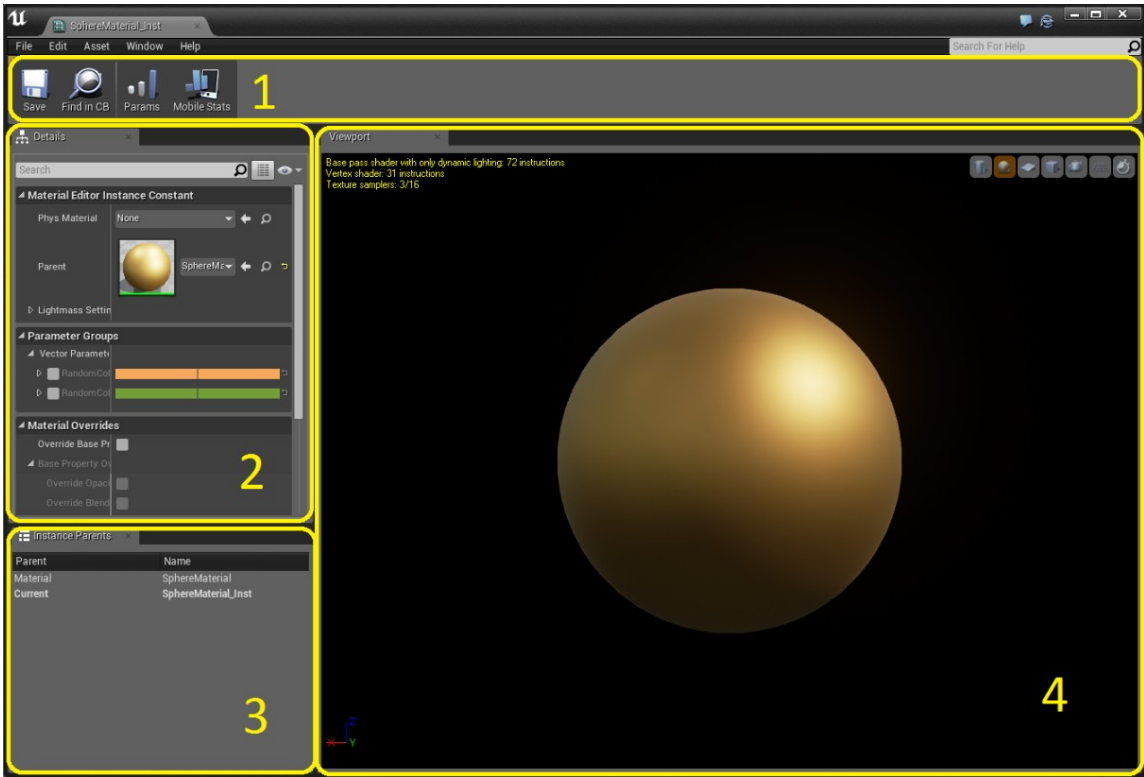 SphereMaterial_Inst
File Edit Asset Window Help
Search For Help
Save Find in CB Params Mobile Stats
1
Details
Search
Material Editor Instance Constant
Phys Material None
Parent SphereMa
Lightmass Settin
Parameter Groups
Vector Paramete
RandomCol
RandomCol
Material Overrides
Override Base Pr
Base Property Ov
Override Opaci
Override Blend
2
Instance Parents
Parent Name
Material SphereMaterial
Current SphereMaterial_Inst
3
Viewport
Base pass shader with only dynamic lighting: 72 instructions
Vertex shader: 31 instructions
Texture samplers: 3/16
Z
X Y
4